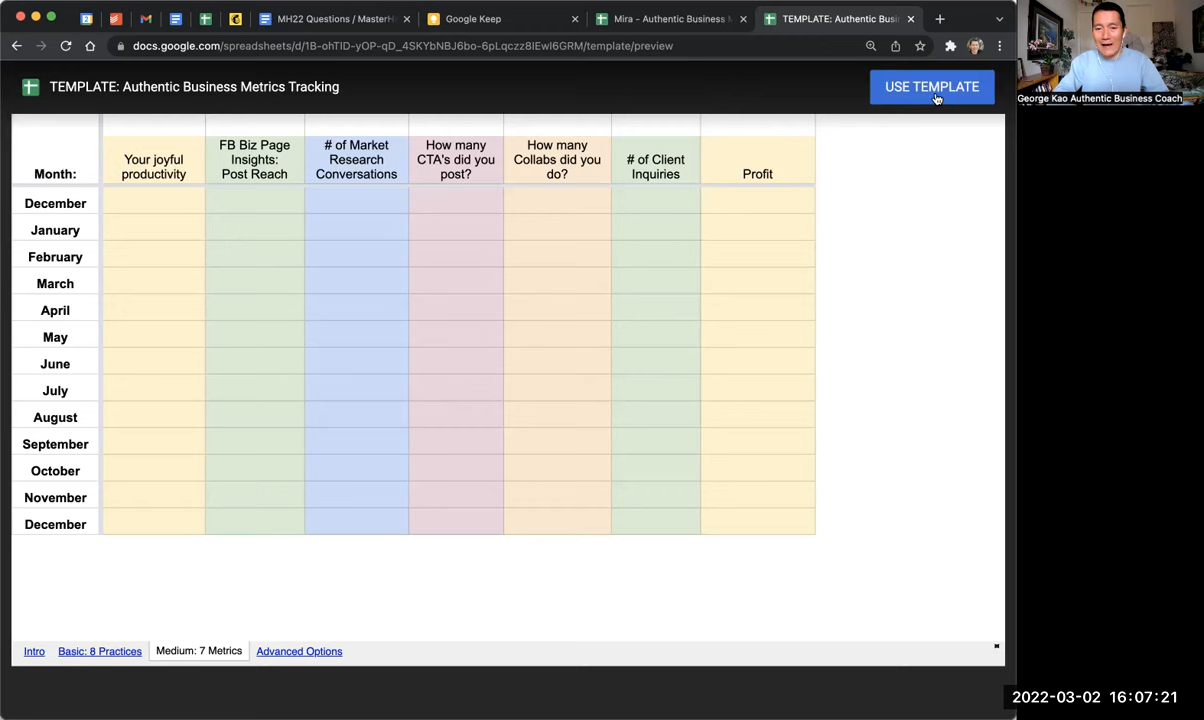 MH22 Questions / MasterH
Google Keep
Mira - Authentic Business M
TEMPLATE: Authentic Busi
docs.google.com/spreadsheets/d/1B-ohTID-yOP-qD_4SKYbNBJ6bo-6pLqczz8IEwI6GRM/template/preview
TEMPLATE: Authentic Business Metrics Tracking
USE TEMPLATE
George Kao Authentic Business Coach
Month:
Your joyful
productivity
FB Biz Page
Insights:
Post Reach
# of Market
Research
Conversations
How many
CTA's did you
post?
How many
Collabs did you
do?
# of Client
Inquiries
Profit
December
January
February
March
April
May
June
July
August
September
October
November
December
Intro
Basic: 8 Practices
Medium: 7 Metrics
Advanced Options
2022-03-02 16:07:21